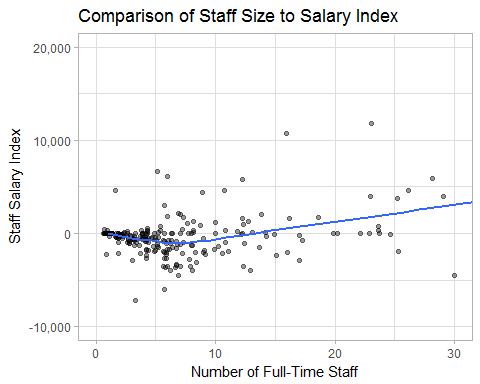 Comparison of Staff Size to Salary Index
20,000
10,000
0
-10,000
Staff Salary Index
0
10
20
30
Number of Full-Time Staff